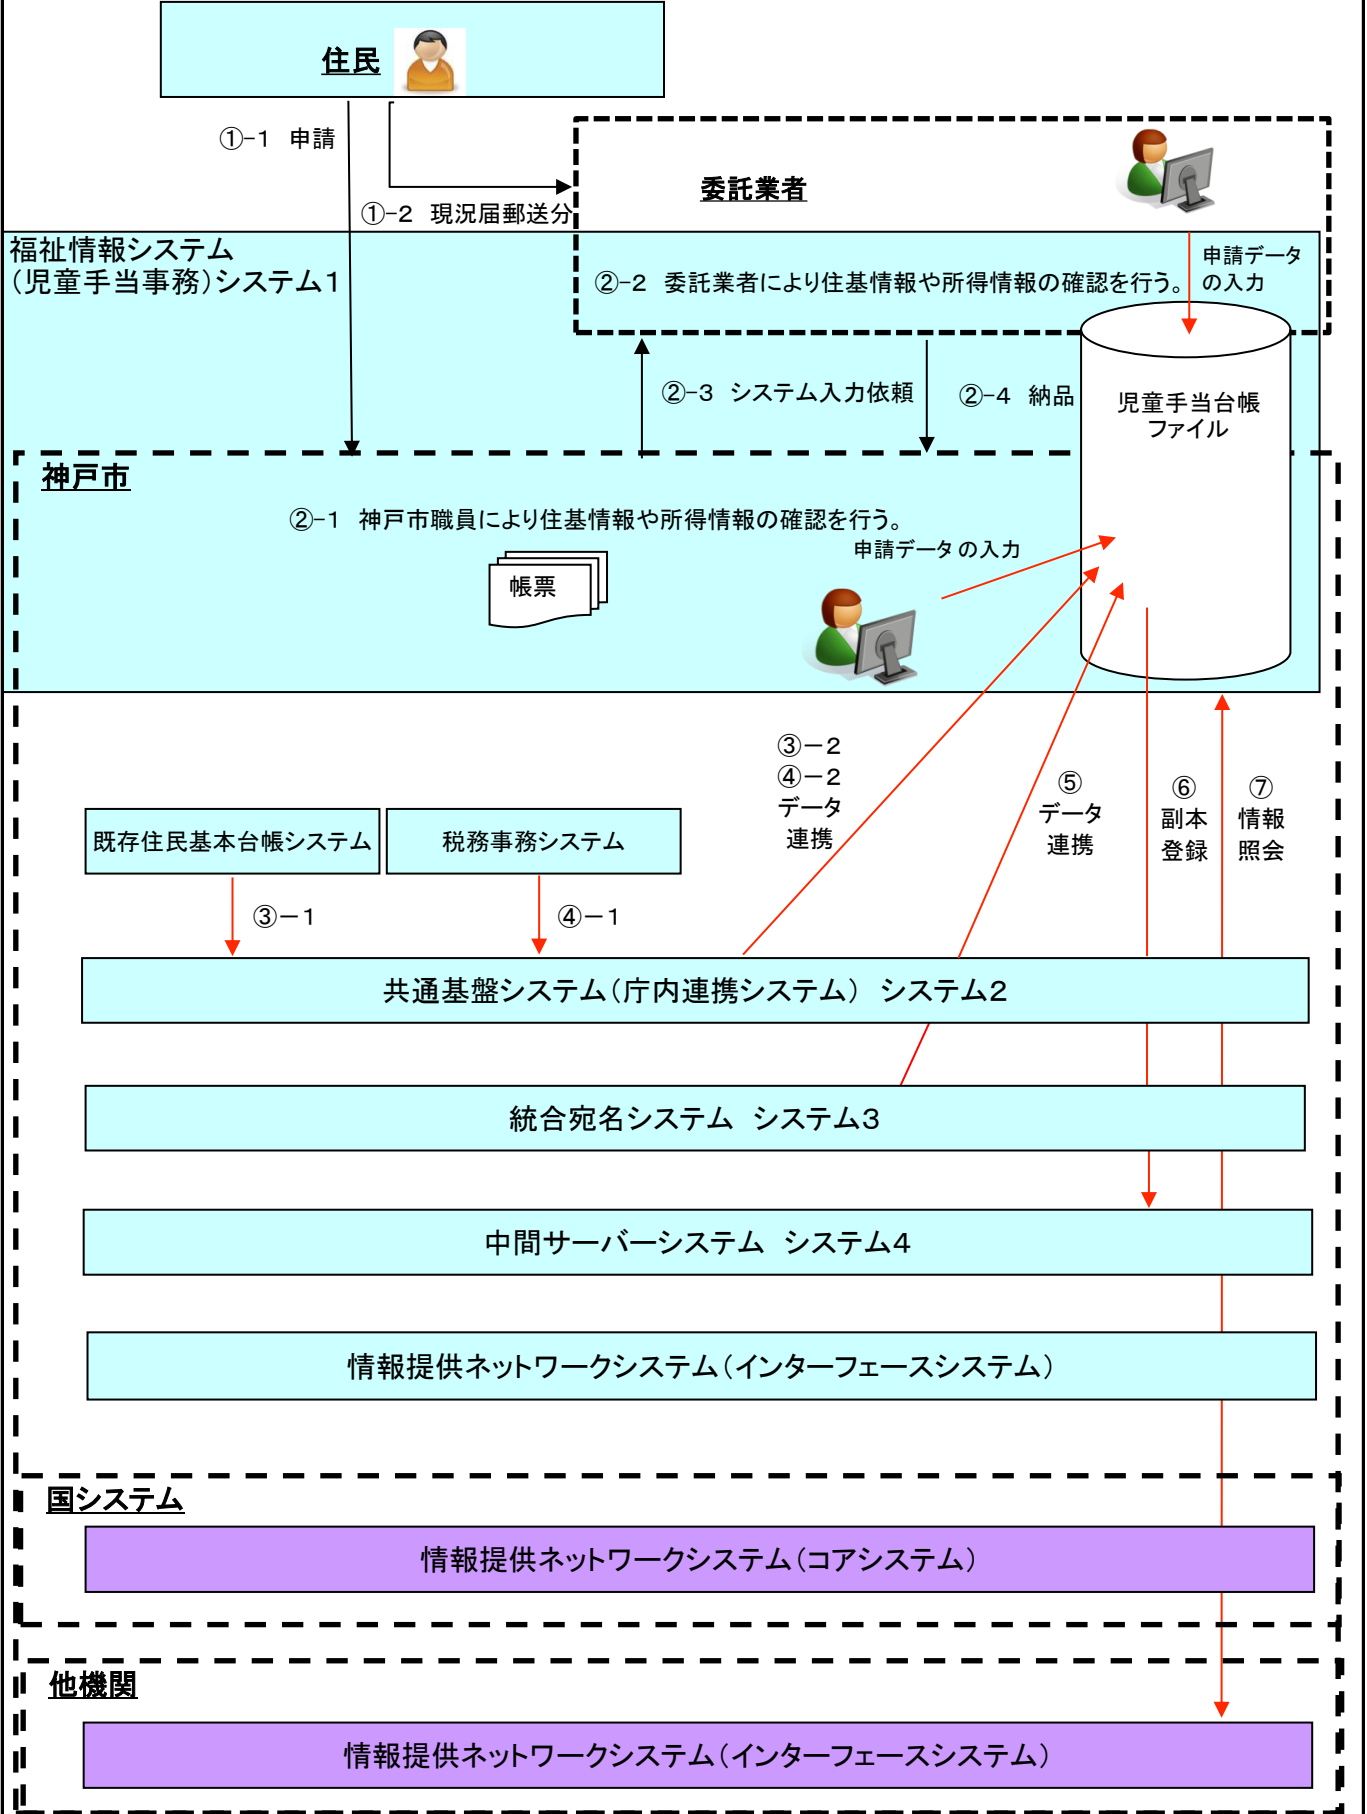 住民
①-1 申請
①-2 現況届郵送分
委託業者
福祉情報システム
（児童手当事務）システム１
②-2 委託業者により住基情報や所得情報の確認を行う。
申請データ
の入力
②-3 システム入力依頼
②-4 納品
児童手当台帳
ファイル
神戸市
②-1 神戸市職員により住基情報や所得情報の確認を行う。
申請データの入力
帳票
③－2
④－2
データ
連携
⑤
データ
連携
⑥
副本
登録
⑦
情報
照会
既存住民基本台帳システム
税務事務システム
③－1
④－1
共通基盤システム（庁内連携システム） システム２
統合宛名システム システム３
中間サーバーシステム システム４
情報提供ネットワークシステム（インターフェースシステム）
国システム
情報提供ネットワークシステム（コアシステム）
他機関
情報提供ネットワークシステム（インターフェースシステム）